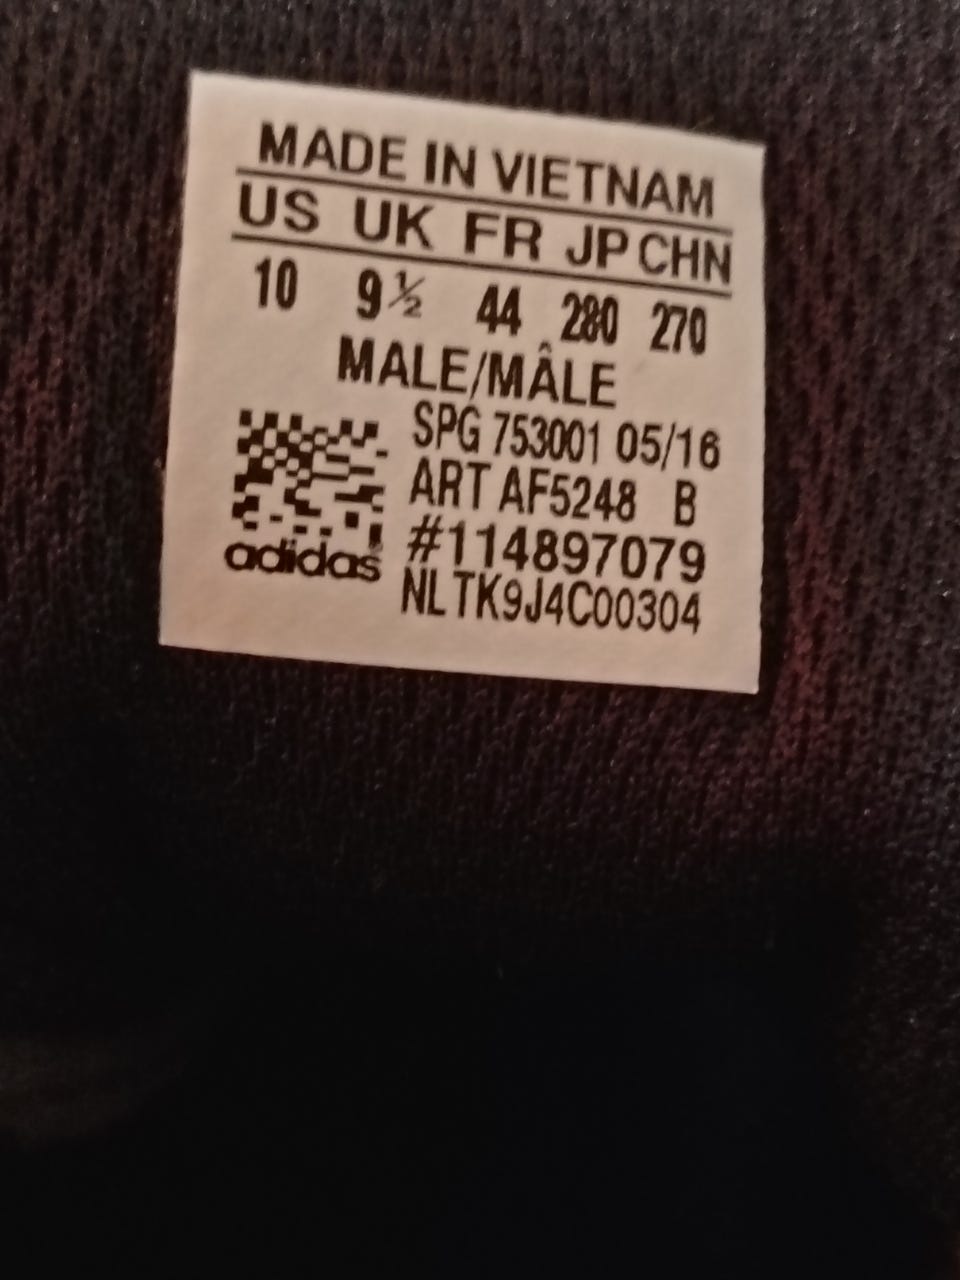 MADE IN VIETNAM
US UK FR JP CHN
10 9½ 44 280 270
MALE/MÂLE
SPG 753001 05/16
ART AF5248 B
#114897079
NLTK9J4C00304
adidas